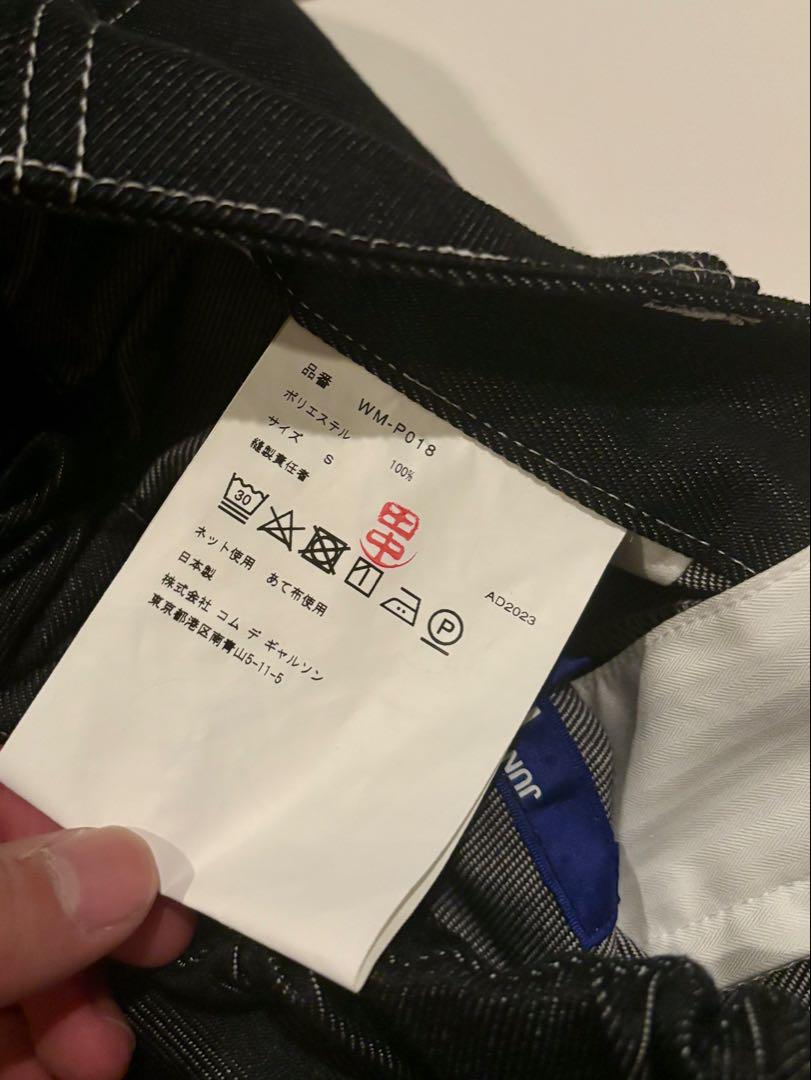 品番 WM-P018
ポリエステル 100%
サイズ S
縫製責任者 田中
30 P
ネット使用 あて布使用
日本製 AD2023
株式会社 コム デ ギャルソン
東京都港区南青山5-11-5
JUN